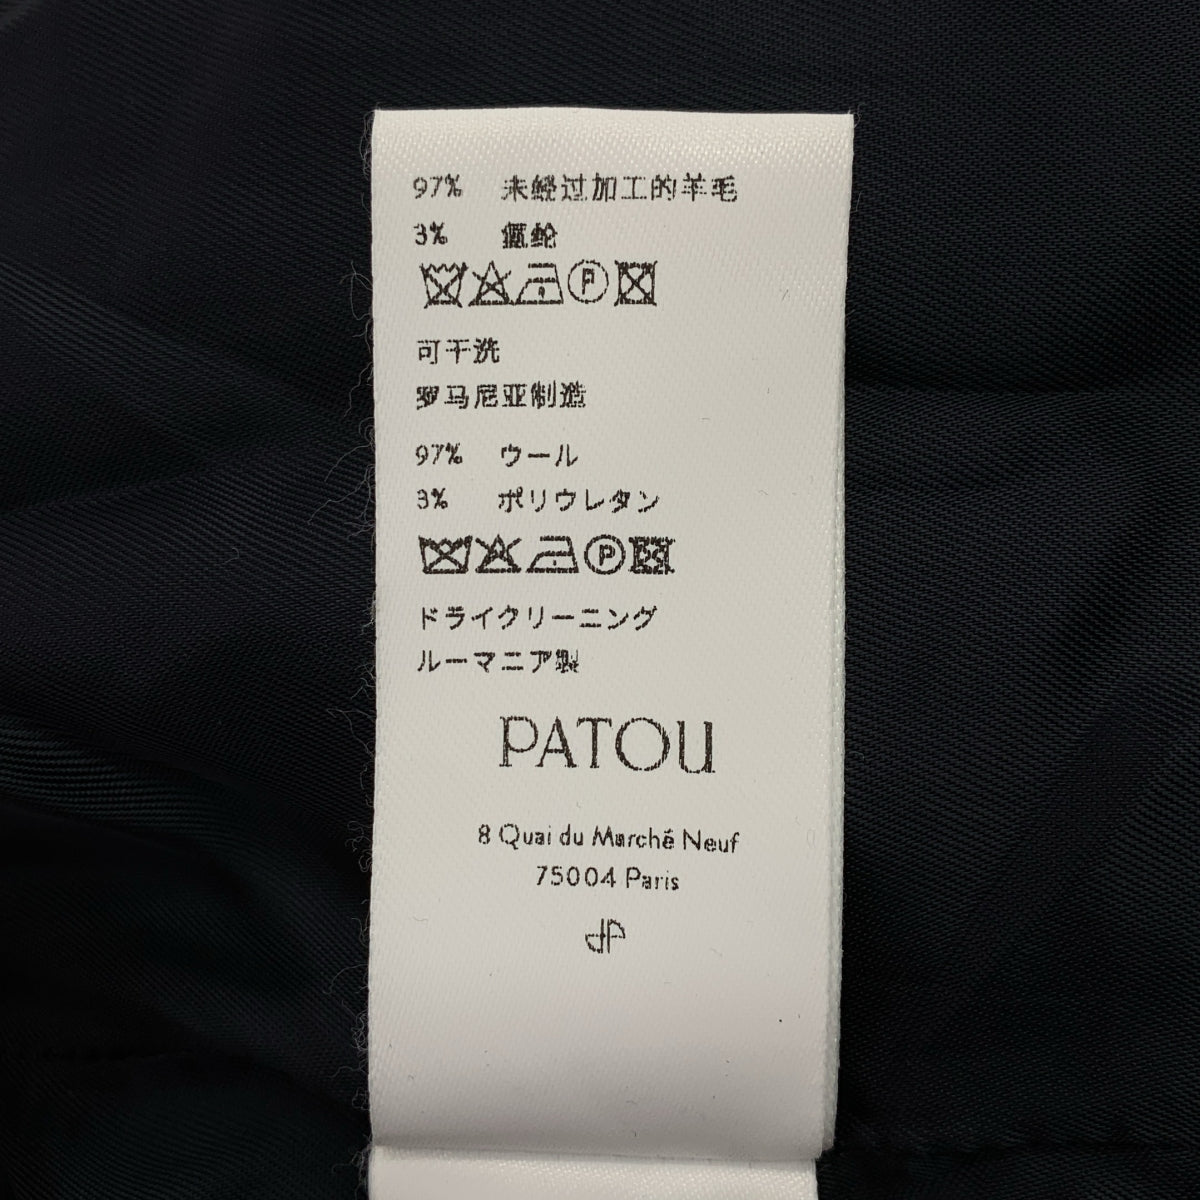 97% 未经过加工的羊毛
3% 氨纶
P
可干洗
罗马尼亚制造
97% ウール
3% ポリウレタン
P
ドライクリーニング
ルーマニア製
PATOU
8 Quai du Marché Neuf
75004 Paris
JP